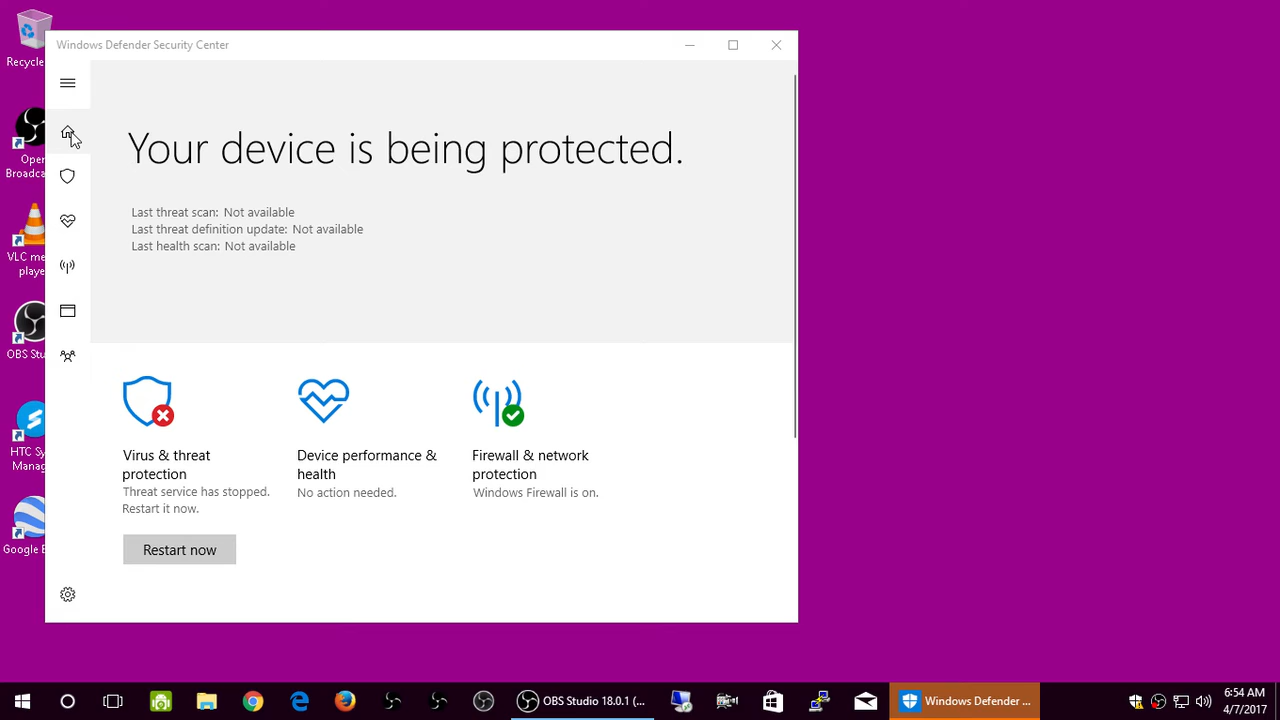 Windows Defender Security Center
Recycle
Your device is being protected.
Open
Broadca
Last threat scan: Not available
Last threat definition update: Not available
Last health scan: Not available
VLC me
playe
OBS Stu
Virus & threat
protection
Threat service has stopped.
Restart it now.
Restart now
Device performance &
health
No action needed.
Firewall & network
protection
Windows Firewall is on.
HTC Sy
Manag
Google E
OBS Studio 18.0.1 (...
Windows Defender ...
6:54 AM
4/7/2017